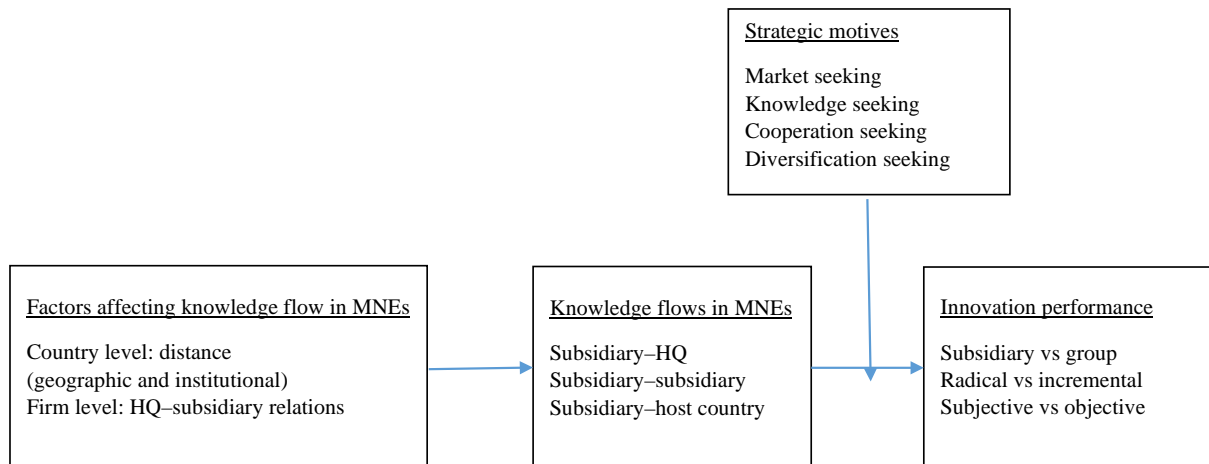 Strategic motives
Market seeking
Knowledge seeking
Cooperation seeking
Diversification seeking
Factors affecting knowledge flow in MNEs
Country level: distance
(geographic and institutional)
Firm level: HQ–subsidiary relations
Knowledge flows in MNEs
Subsidiary–HQ
Subsidiary–subsidiary
Subsidiary–host country
Innovation performance
Subsidiary vs group
Radical vs incremental
Subjective vs objective